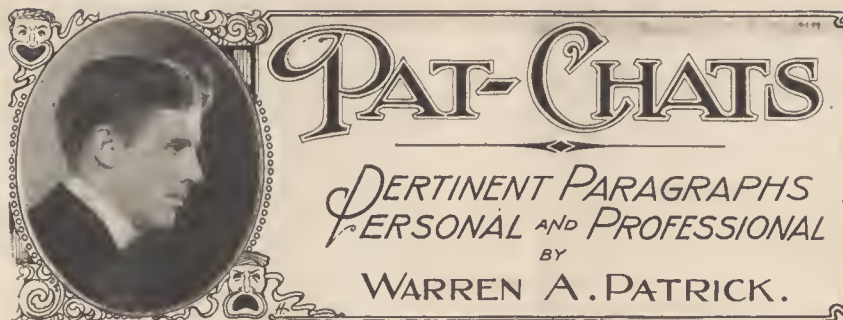 PAT-CHATS
PERTINENT PARAGRAPHS
PERSONAL AND PROFESSIONAL
BY
WARREN A. PATRICK.